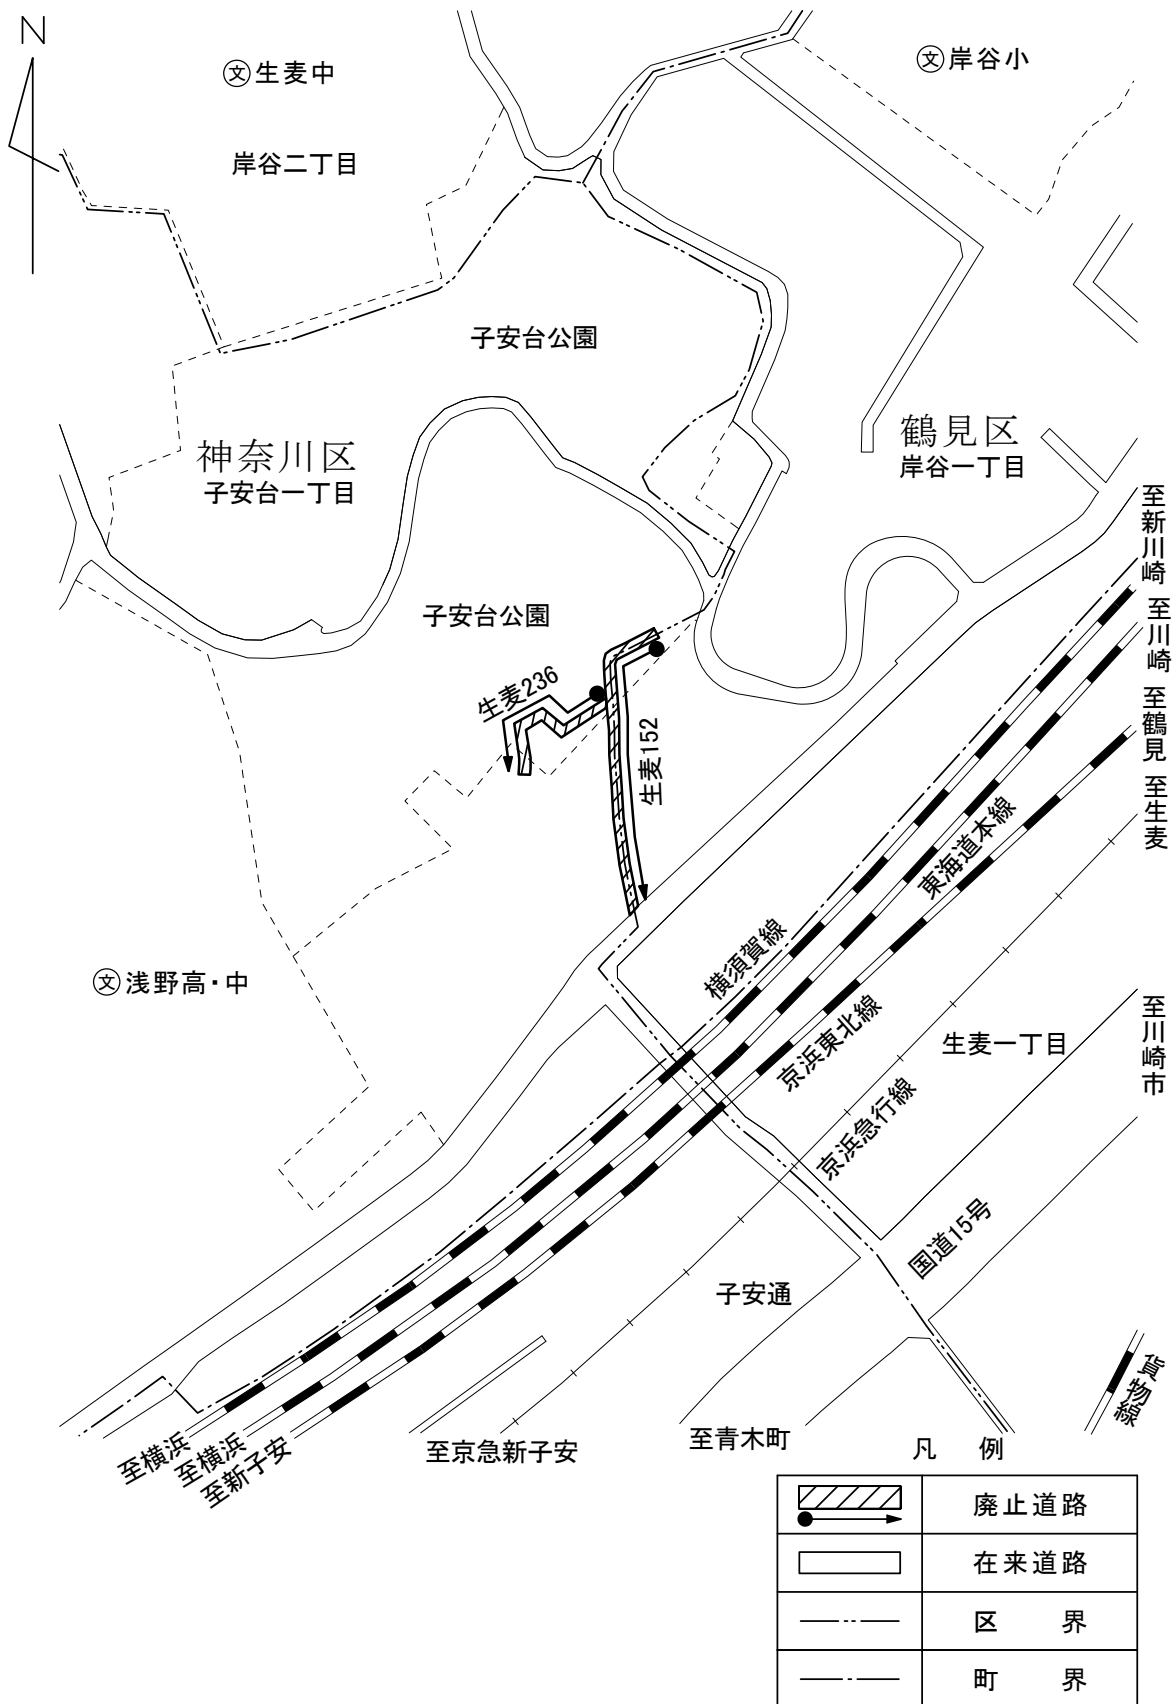 N
文 生麦中
文 岸谷小
岸谷二丁目
子安台公園
神奈川区
子安台一丁目
鶴見区
岸谷一丁目
至新川崎
至川崎
至鶴見
至生麦
子安台公園
生麦236
生麦152
東海道本線
横須賀線
京浜東北線
文 浅野高・中
生麦一丁目
至川崎市
京浜急行線
国道15号
子安通
貨物線
至横浜
至横浜
至新子安
至京急新子安
至青木町
凡 例
廃止道路
在来道路
区 界
町 界